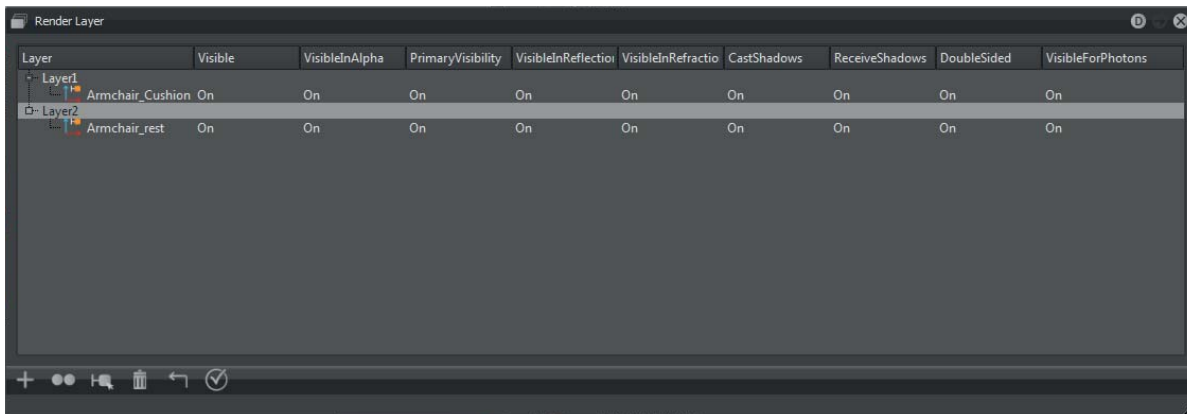 Render Layer
D
Layer Visible VisibleInAlpha PrimaryVisibility VisibleInReflection VisibleInRefractio CastShadows ReceiveShadows DoubleSided VisibleForPhotons
Layer1
Armchair_Cushion On On On On On On On On On
Layer2
Armchair_rest On On On On On On On On On